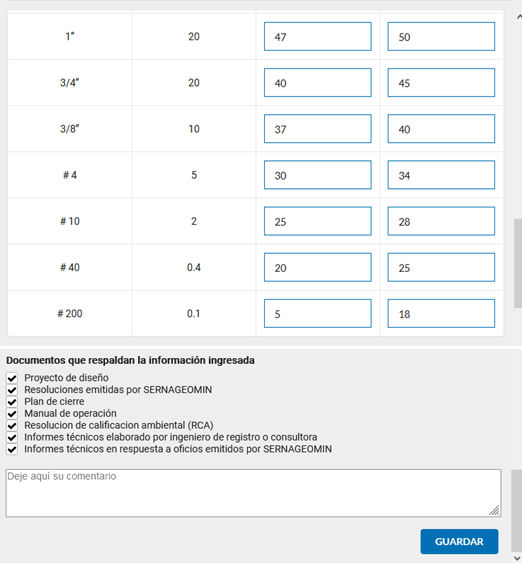 1" 20 47 50
3/4" 20 40 45
3/8" 10 37 40
# 4 5 30 34
# 10 2 25 28
# 40 0.4 20 25
# 200 0.1 5 18
Documentos que respaldan la información ingresada
Proyecto de diseño
Resoluciones emitidas por SERNAGEOMIN
Plan de cierre
Manual de operación
Resolucion de calificacion ambiental (RCA)
Informes técnicos elaborado por ingeniero de registro o consultora
Informes técnicos en respuesta a oficios emitidos por SERNAGEOMIN
Deje aquí su comentario
GUARDAR